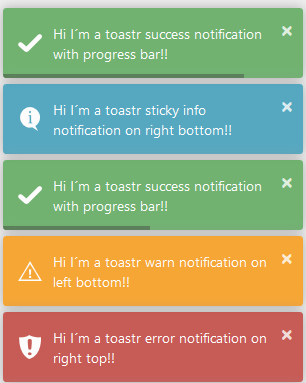 Hi I´m a toastr success notification
with progress bar!!
Hi I´m a toastr sticky info
notification on right bottom!!
Hi I´m a toastr success notification
with progress bar!!
Hi I´m a toastr warn notification on
left bottom!!
Hi I´m a toastr error notification on
right top!!